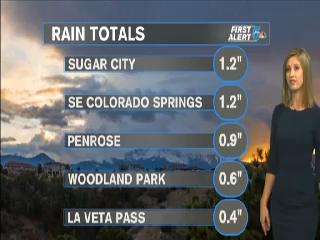 RAIN TOTALS
FIRST
ALERT 5
SUGAR CITY 1.2"
SE COLORADO SPRINGS 1.2"
PENROSE 0.9"
WOODLAND PARK 0.6"
LA VETA PASS 0.4"